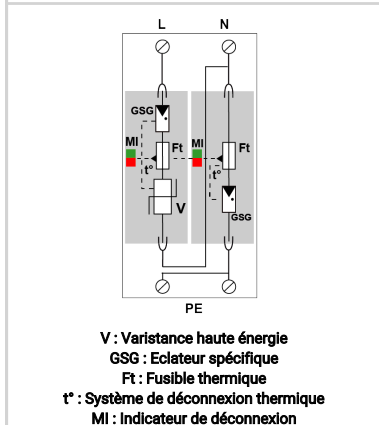 L N
GSG
MI Ft MI Ft
t° t°
V GSG
PE
V : Varistance haute énergie
GSG : Eclateur spécifique
Ft : Fusible thermique
t° : Système de déconnexion thermique
MI : Indicateur de déconnexion